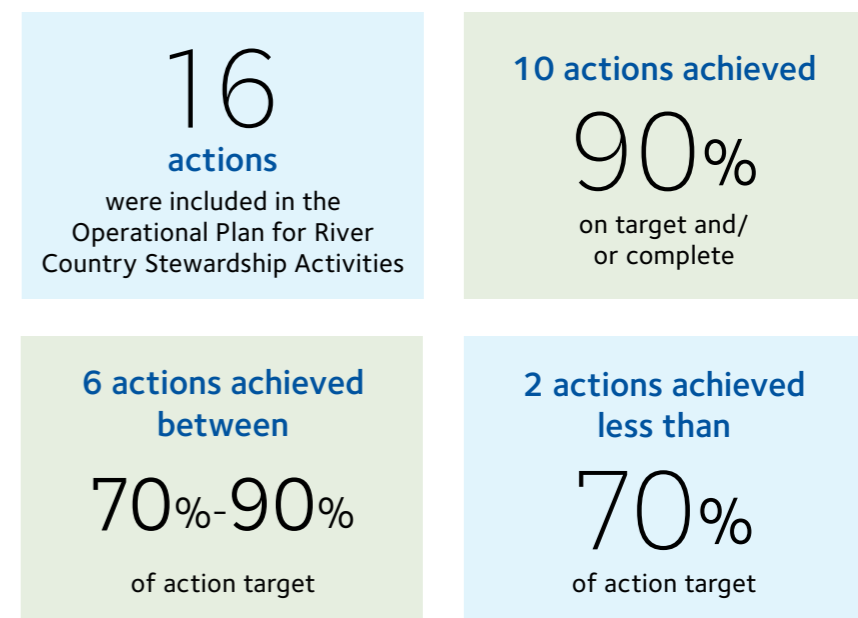 16
actions
were included in the
Operational Plan for River
Country Stewardship Activities
10 actions achieved
90%
on target and/
or complete
6 actions achieved
between
70%-90%
of action target
2 actions achieved
less than
70%
of action target